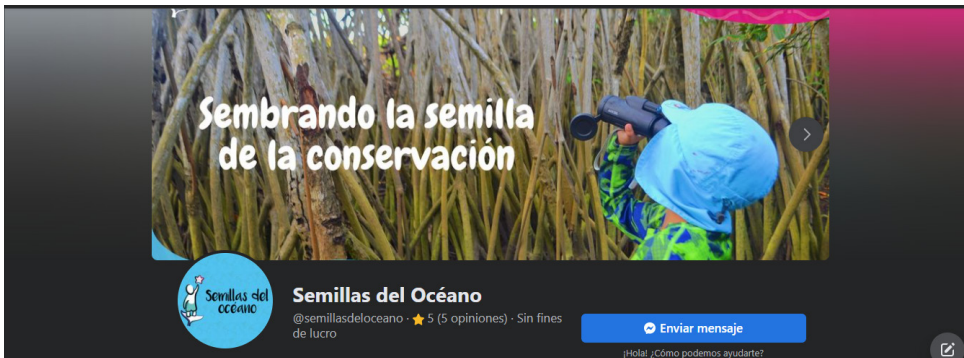 Sembrando la semilla
de la conservación
Semillas del
océano
Semillas del Océano
@semillasdeloceano · ⭐ 5 (5 opiniones) · Sin fines
de lucro
Enviar mensaje
¡Hola! ¿Cómo podemos ayudarte?